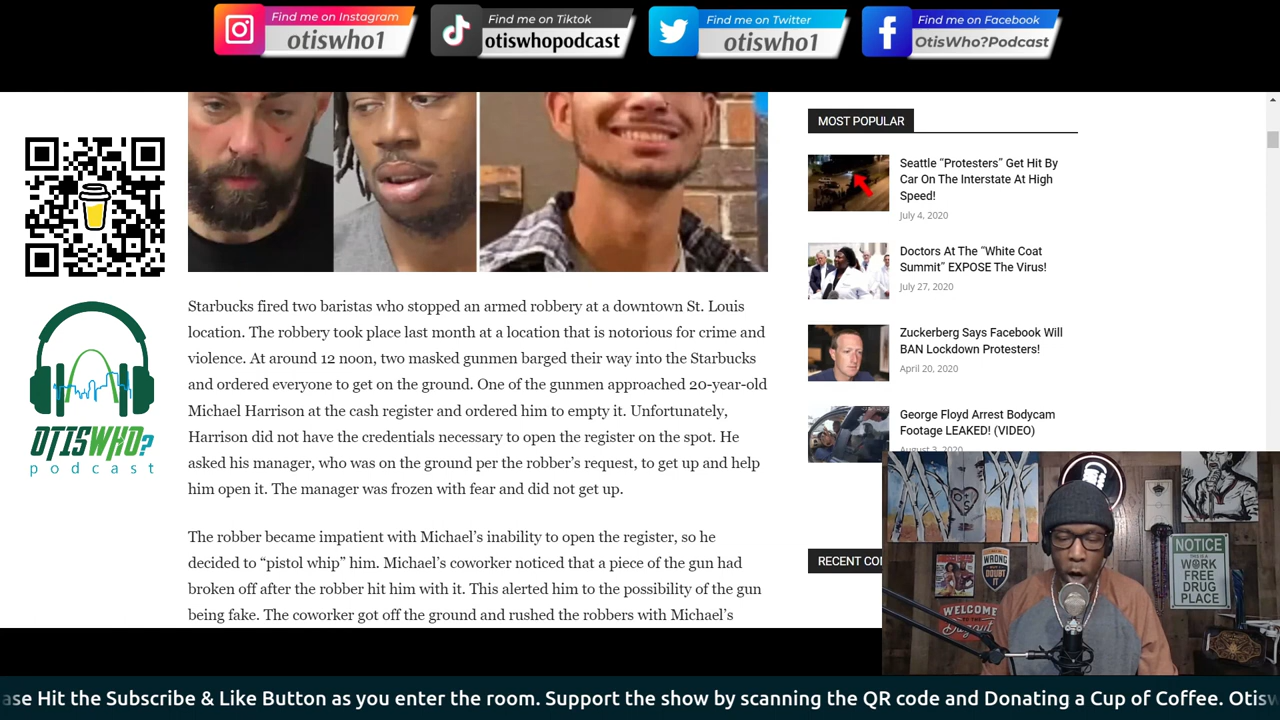 Find me on Instagram
otiswho1
Find me on Tiktok
otiswhopodcast
Find me on Twitter
otiswho1
Find me on Facebook
OtisWho?Podcast
OTISWHO?
podcast
Starbucks fired two baristas who stopped an armed robbery at a downtown St. Louis
location. The robbery took place last month at a location that is notorious for crime and
violence. At around 12 noon, two masked gunmen barged their way into the Starbucks
and ordered everyone to get on the ground. One of the gunmen approached 20-year-old
Michael Harrison at the cash register and ordered him to empty it. Unfortunately,
Harrison did not have the credentials necessary to open the register on the spot. He
asked his manager, who was on the ground per the robber’s request, to get up and help
him open it. The manager was frozen with fear and did not get up.
The robber became impatient with Michael’s inability to open the register, so he
decided to “pistol whip” him. Michael’s coworker noticed that a piece of the gun had
broken off after the robber hit him with it. This alerted him to the possibility of the gun
being fake. The coworker got off the ground and rushed the robbers with Michael’s
MOST POPULAR
Seattle “Protesters” Get Hit By
Car On The Interstate At High
Speed!
July 4, 2020
Doctors At The “White Coat
Summit” EXPOSE The Virus!
July 27, 2020
Zuckerberg Says Facebook Will
BAN Lockdown Protesters!
April 20, 2020
George Floyd Arrest Bodycam
Footage LEAKED! (VIDEO)
August 3, 2020
RECENT CO
WRONG
DOUBT
IT
WELCOME
TO THE
Dugout
NOTICE
THIS IS A
WORK
FREE
DRUG
PLACE
ase Hit the Subscribe & Like Button as you enter the room. Support the show by scanning the QR code and Donating a Cup of Coffee. Otisw